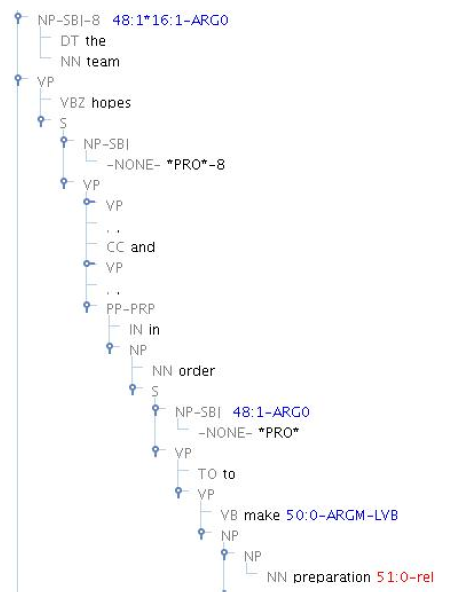 NP-SBJ-8 48:1*16:1-ARG0
DT the
NN team
VP
VBZ hopes
S
NP-SBJ
-NONE- *PRO*-8
VP
VP
, ,
CC and
VP
, ,
PP-PRP
IN in
NP
NN order
S
NP-SBJ 48:1-ARG0
-NONE- *PRO*
VP
TO to
VP
VB make 50:0-ARGM-LVB
NP
NP
NN preparation 51:0-rel